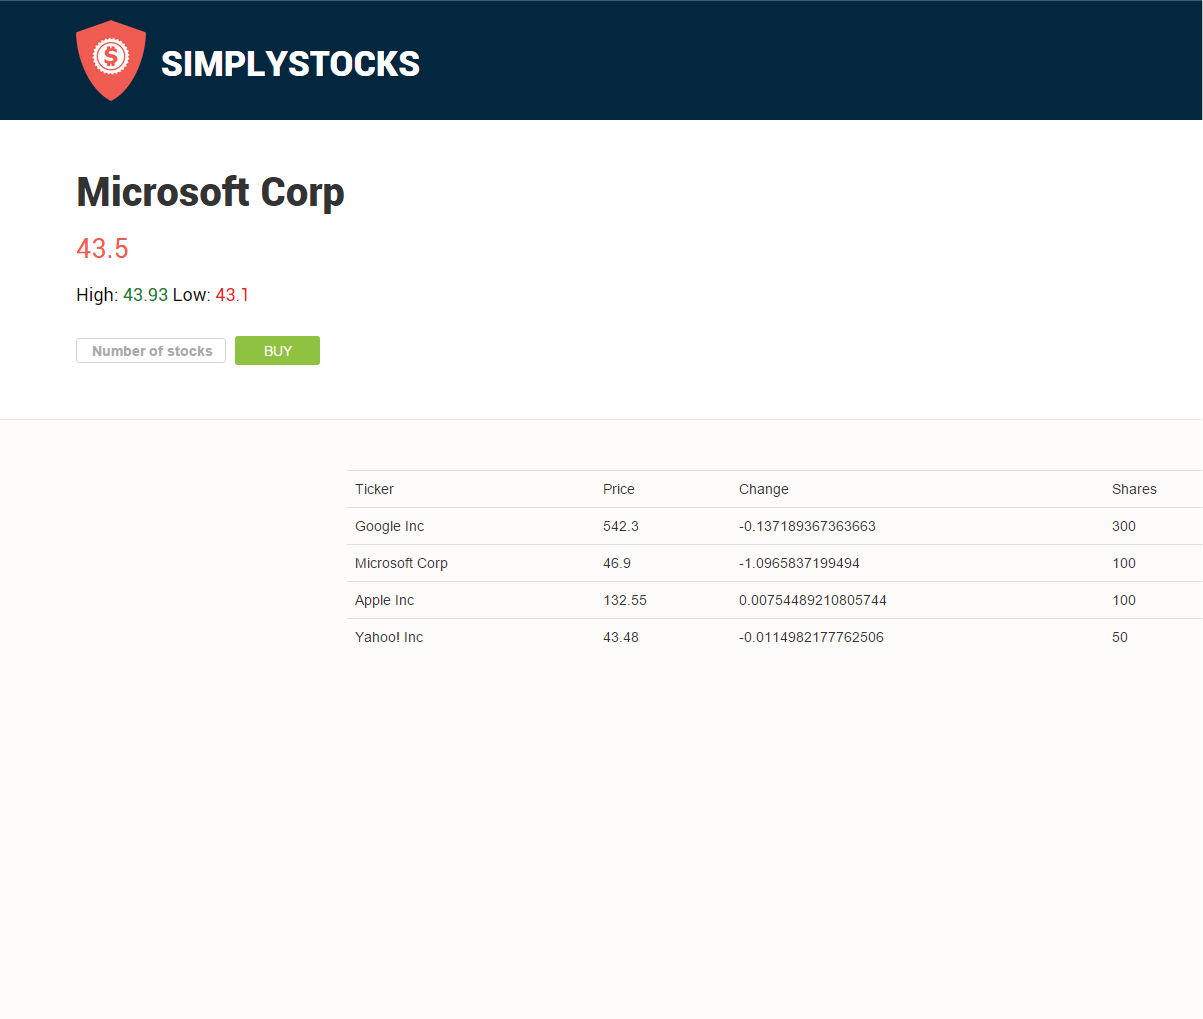 $
SIMPLYSTOCKS
Microsoft Corp
43.5
High: 43.93 Low: 43.1
Number of stocks BUY
Ticker Price Change Shares
Google Inc 542.3 -0.137189367363663 300
Microsoft Corp 46.9 -1.0965837199494 100
Apple Inc 132.55 0.00754489210805744 100
Yahoo! Inc 43.48 -0.0114982177762506 50